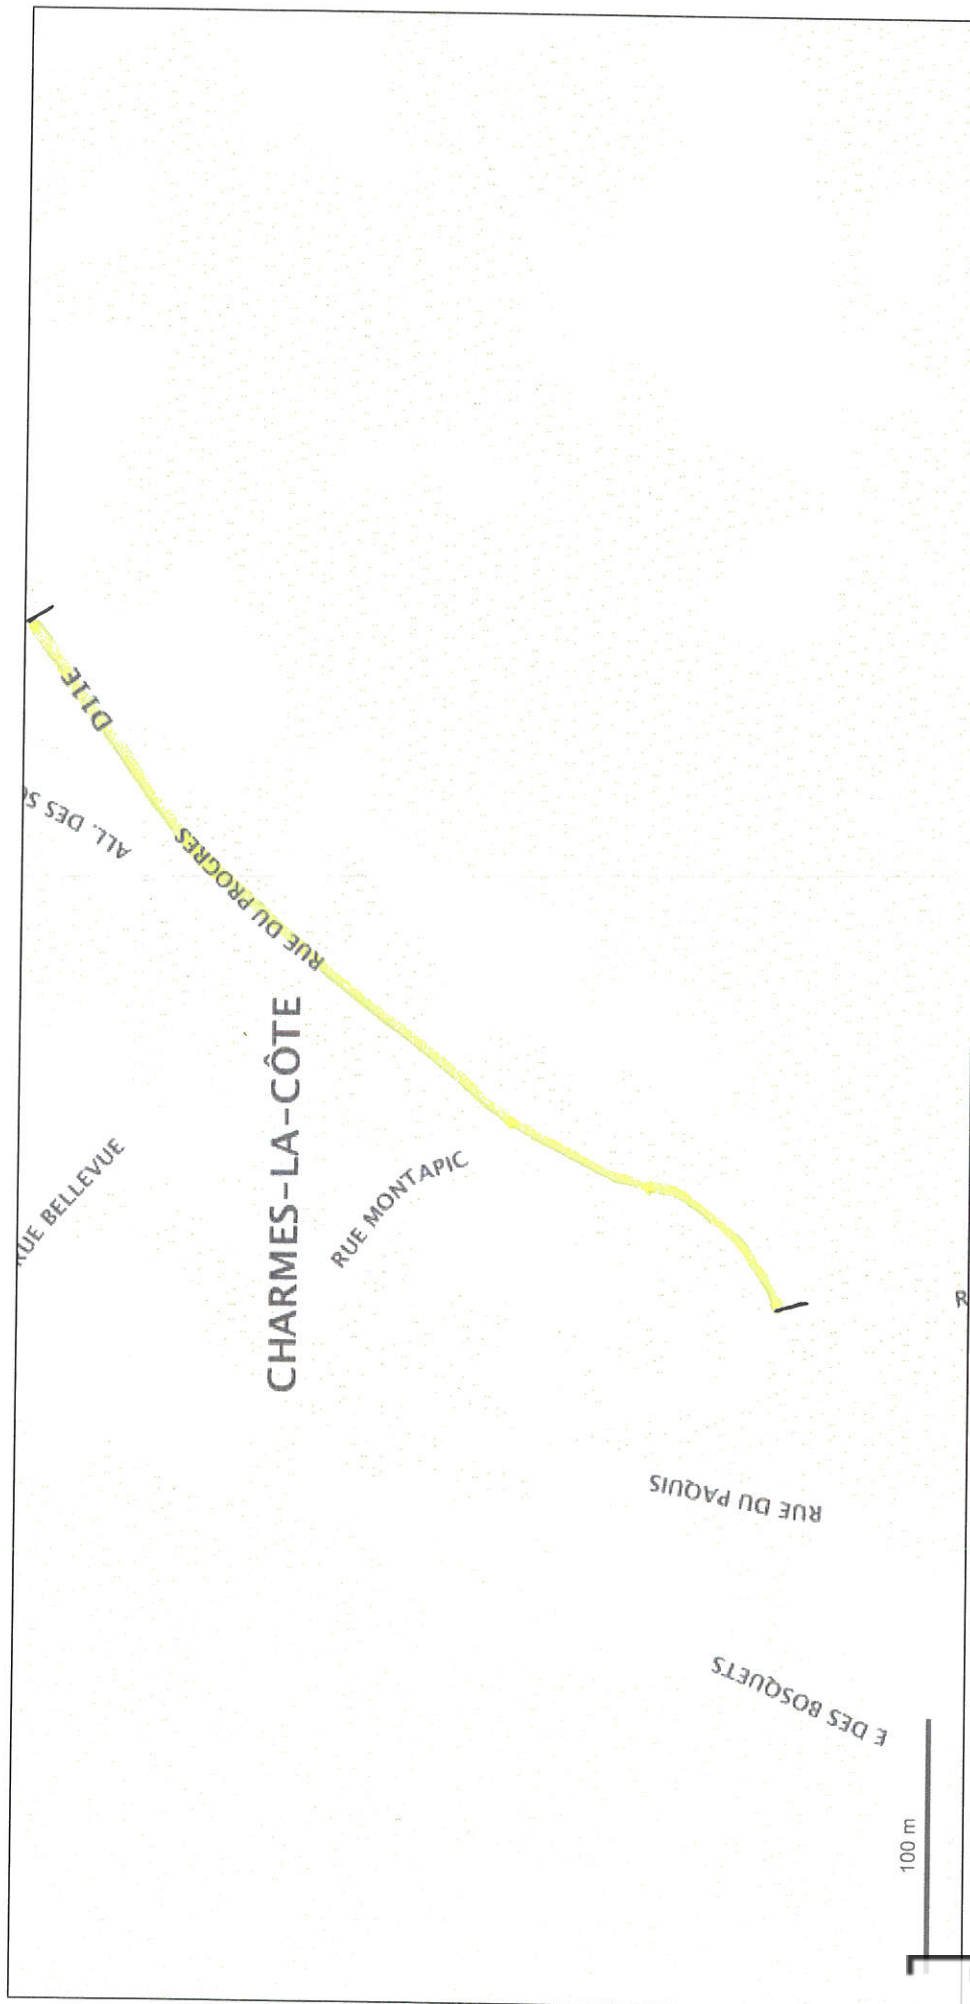 D11E
ALL. DES
RUE DU PROGRES
CHARMES-LA-CÔTE
RUE BELLEVUE
RUE MONTAPIC
R
RUE DU PAQUIS
E DES BOSQUETS
100 m